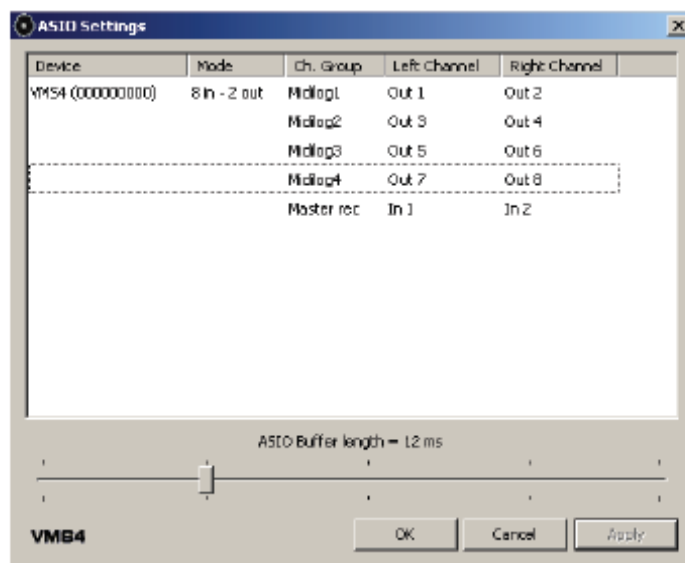 ASIO Settings
Device Mode Ch. Group Left Channel Right Channel
VMS4 (000000000) 8 in - 2 out Midilog1 Out 1 Out 2
Midilog2 Out 3 Out 4
Midilog3 Out 5 Out 6
Midilog4 Out 7 Out 8
Master rec In 1 In 2
ASIO Buffer length = 12 ms
VMS4 OK Cancel Apply